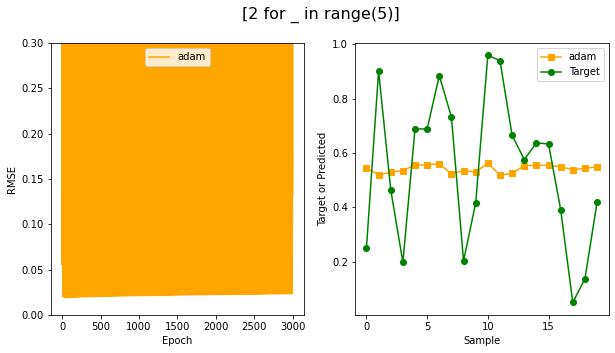 [2 for _ in range(5)]
adam
RMSE
0.30
0.25
0.20
0.15
0.10
0.05
0.00
0
500
1000
1500
2000
2500
3000
Epoch
adam
Target
Target or Predicted
1.0
0.8
0.6
0.4
0.2
0
5
10
15
Sample